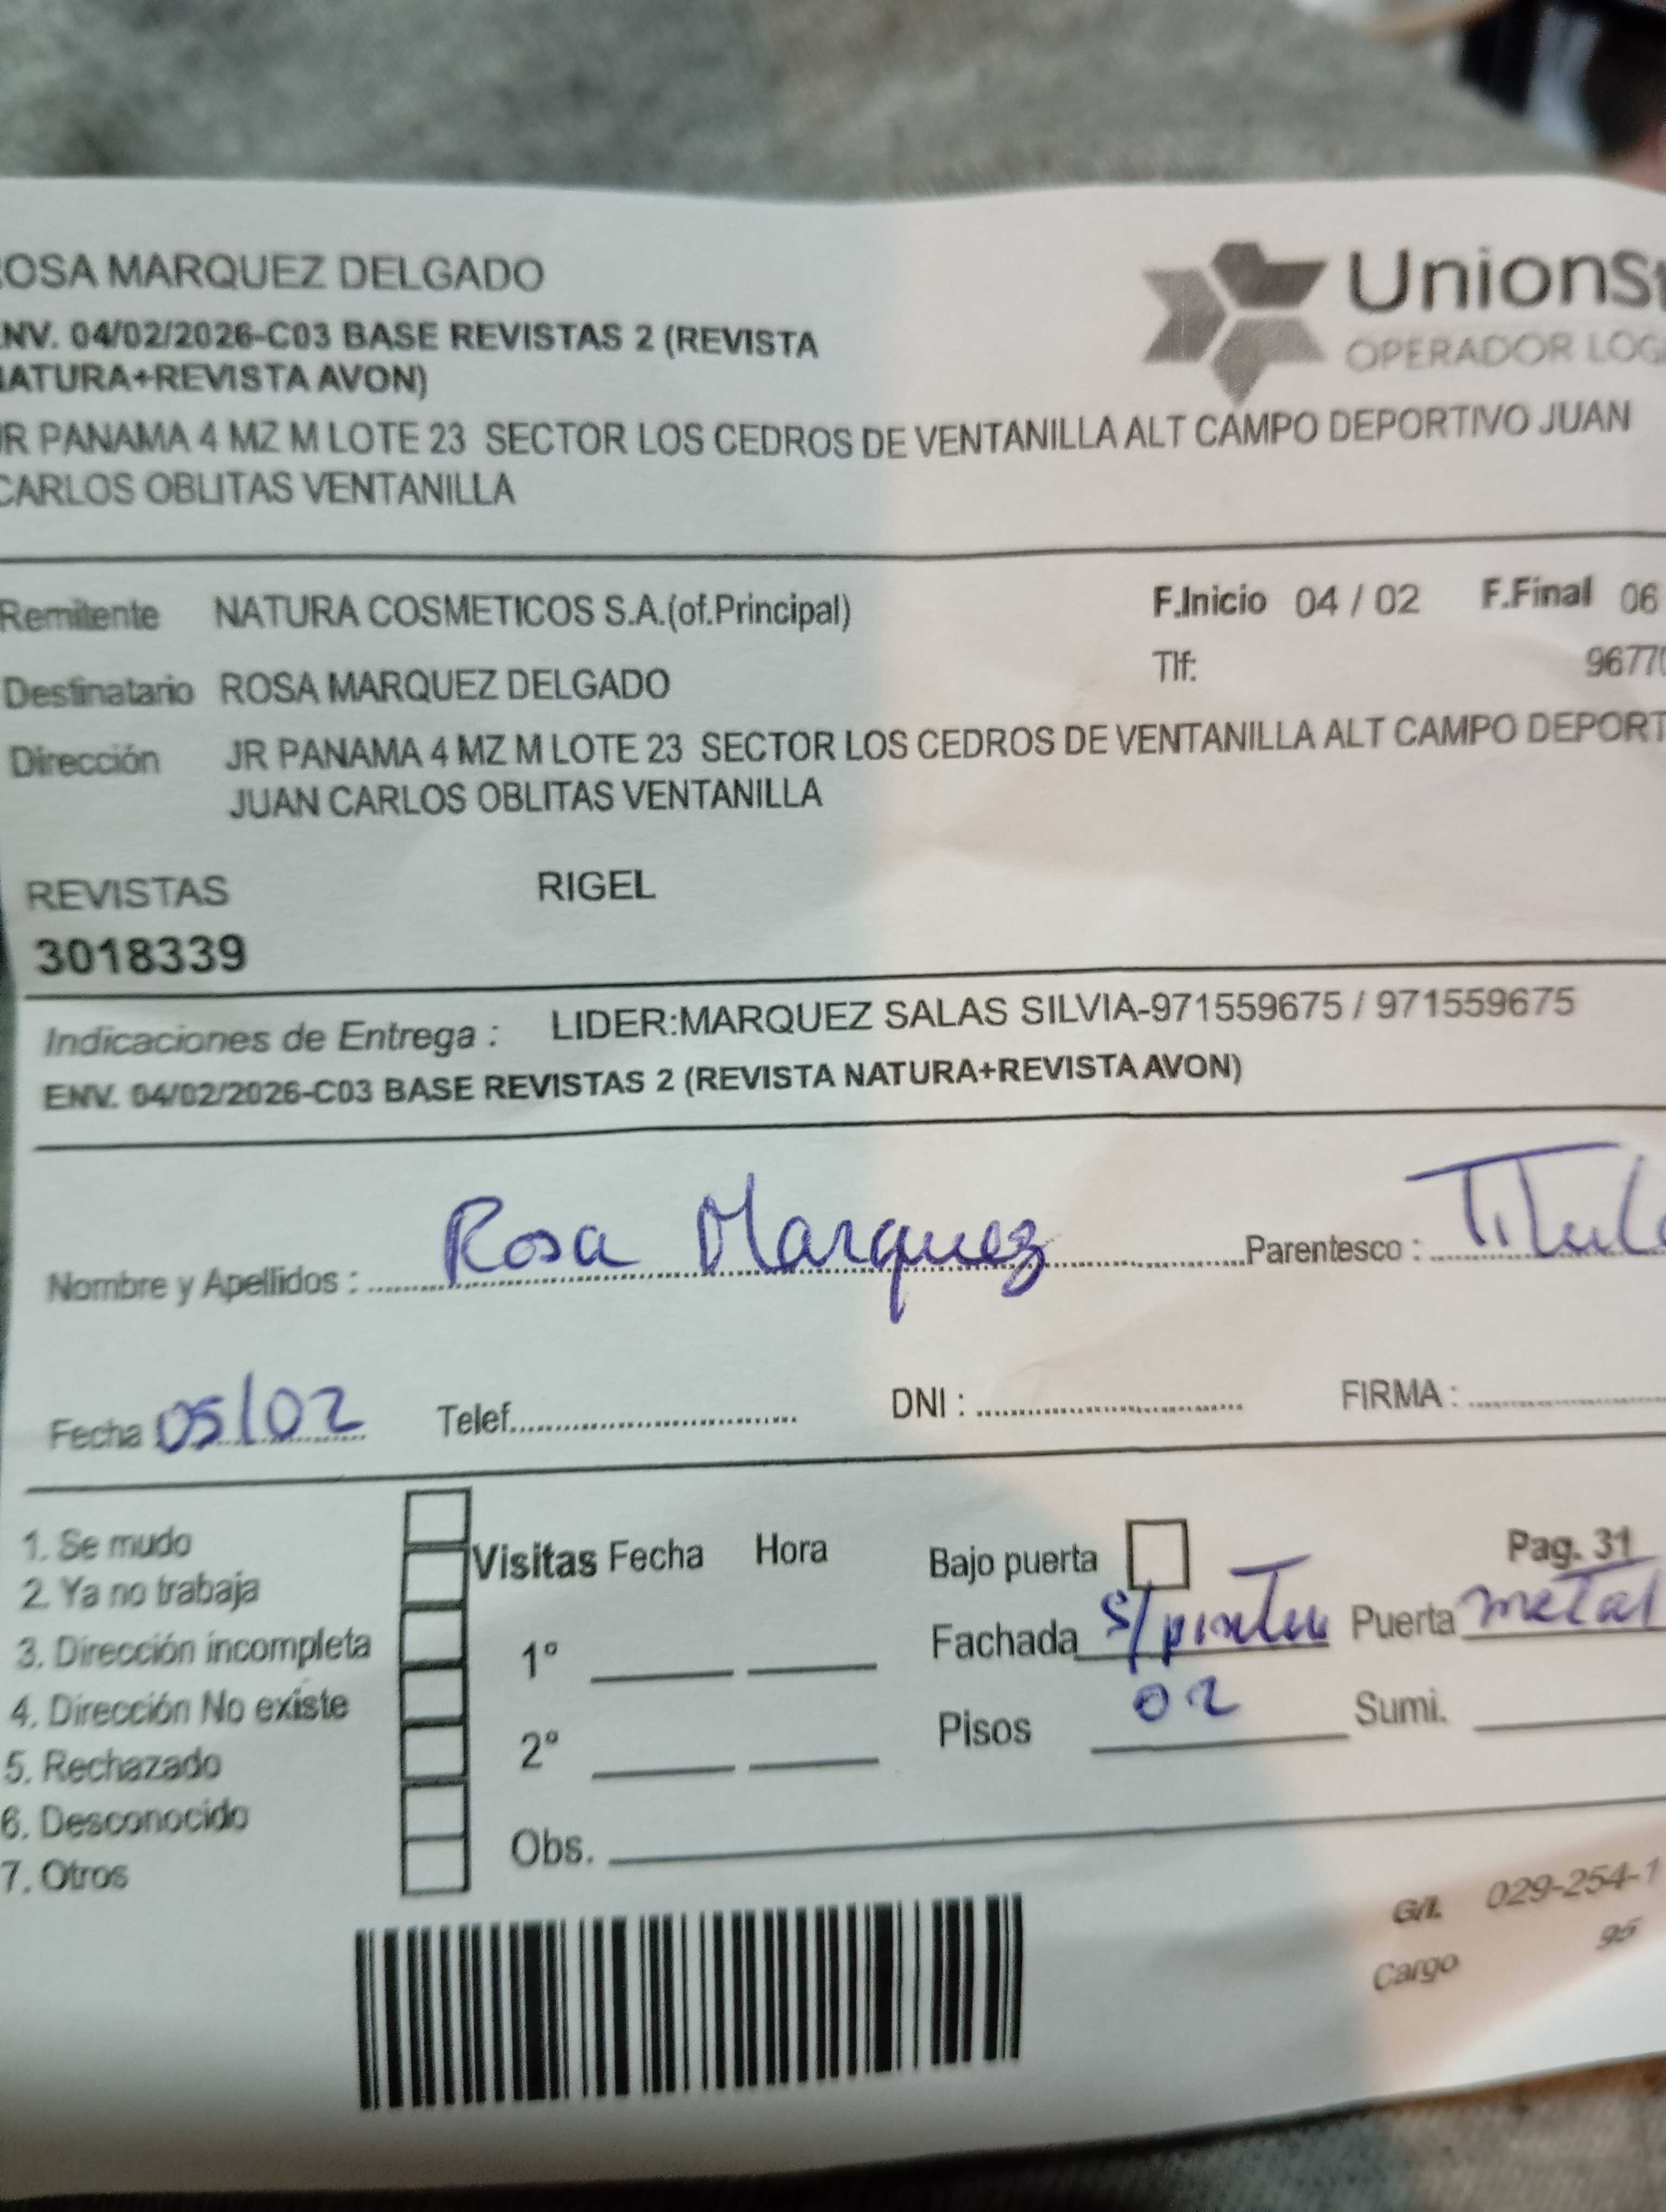 OSA MARQUEZ DELGADO
NV. 04/02/2026-C03 BASE REVISTAS 2 (REVISTA
ATURA+REVISTA AVON)
R PANAMA 4 MZ M LOTE 23 SECTOR LOS CEDROS DE VENTANILLA ALT CAMPO DEPORTIVO JUAN
CARLOS OBLITAS VENTANILLA
UnionSt
OPERADOR LOG
Remitente NATURA COSMETICOS S.A.(of.Principal) F.Inicio 04 / 02 F.Final 06
Destinatario ROSA MARQUEZ DELGADO Tlf: 96770
Dirección JR PANAMA 4 MZ M LOTE 23 SECTOR LOS CEDROS DE VENTANILLA ALT CAMPO DEPORT
JUAN CARLOS OBLITAS VENTANILLA
REVISTAS RIGEL
3018339
Indicaciones de Entrega : LIDER:MARQUEZ SALAS SILVIA-971559675 / 971559675
ENV. 04/02/2026-C03 BASE REVISTAS 2 (REVISTA NATURA+REVISTA AVON)
Nombre y Apellidos : Rosa Marquez Parentesco : Titula
Fecha 05/02 Telef. DNI : FIRMA :
1. Se mudo
2. Ya no trabaja
3. Dirección incompleta
4. Dirección No existe
5. Rechazado
6. Desconocido
7. Otros
Visitas Fecha Hora
1º
2º
Obs.
Bajo puerta Pag. 31
Fachada Puerta metal
Pisos 02 Sumi.
G/I. 029-254-1
Cargo 95